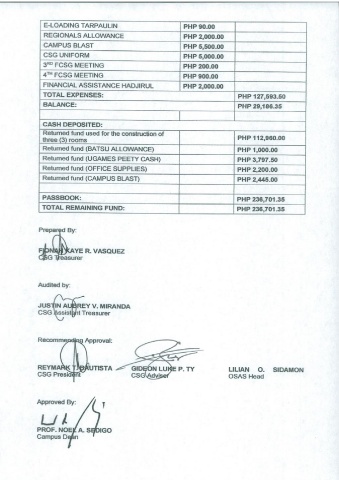 E-LOADING TARPAULIN PHP 90.00
REGIONALS ALLOWANCE PHP 2,000.00
CAMPUS BLAST PHP 5,500.00
CSG UNIFORM PHP 5,000.00
3RD FCSG MEETING PHP 200.00
4TH FCSG MEETING PHP 900.00
FINANCIAL ASSISTANCE HADJIRUL PHP 2,000.00
TOTAL EXPENSES: PHP 127,593.50
BALANCE: PHP 29,186.35
CASH DEPOSITED:
Returned fund used for the construction of
three (3) rooms PHP 112,960.00
Returned fund (BATSU ALLOWANCE) PHP 1,000.00
Returned fund (UGAMES PEETY CASH) PHP 3,797.50
Returned fund (OFFICE SUPPLIES) PHP 2,200.00
Returned fund (CAMPUS BLAST) PHP 2,445.00
PASSBOOK: PHP 236,701.35
TOTAL REMAINING FUND: PHP 236,701.35
Prepared By:
FIONAH KAYE R. VASQUEZ
CSG Treasurer
Audited by:
JUSTIN AUBREY V. MIRANDA
CSG Assistant Treasurer
Recommending Approval:
REYMARK T. BAUTISTA GIDEON LUKE P. TY LILIAN O. SIDAMON
CSG President CSG Adviser OSAS Head
Approved By:
PROF. NOEL A. SEDIGO
Campus Dean